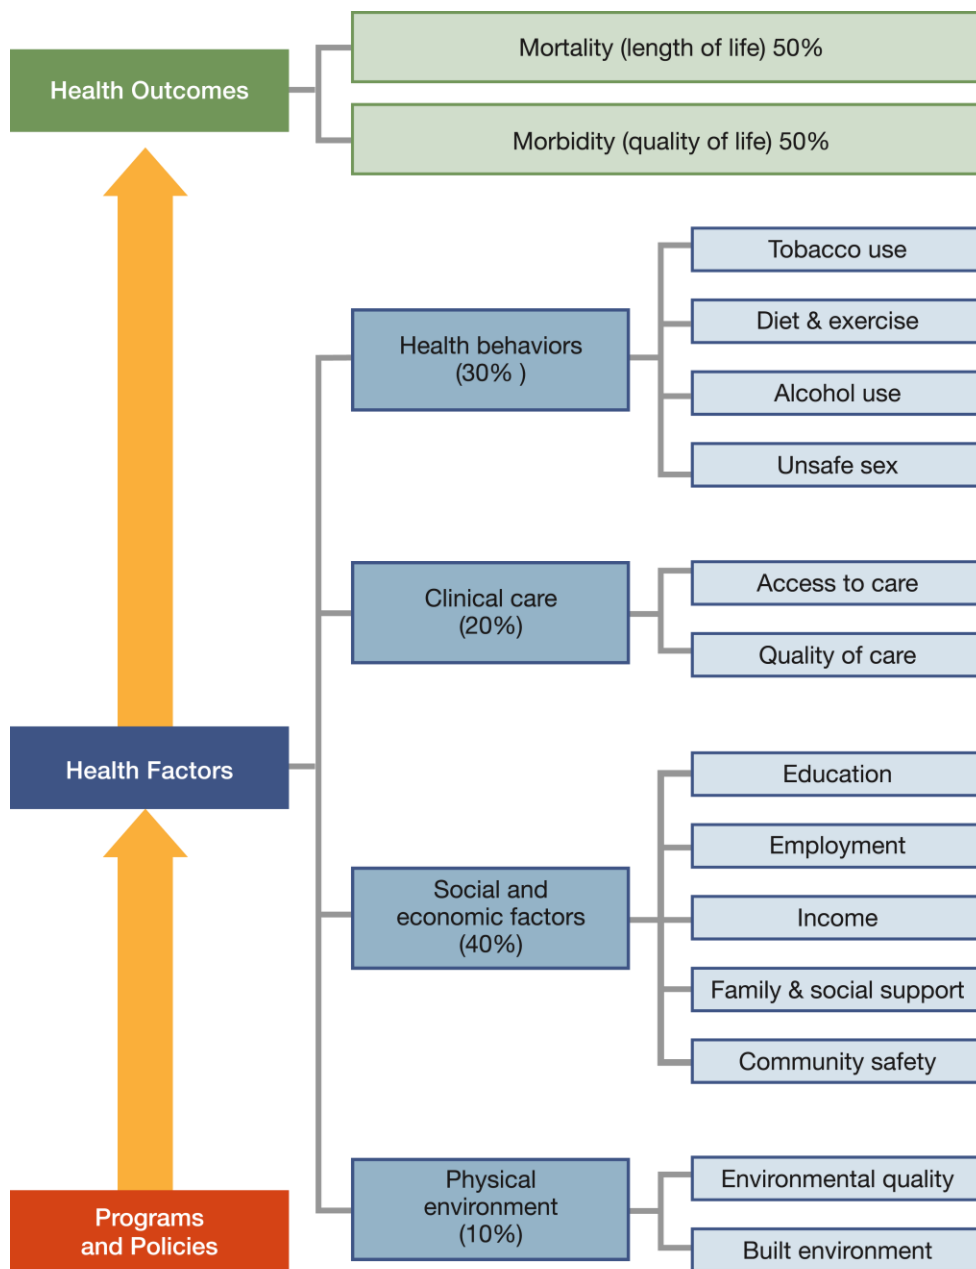 Health Outcomes
Mortality (length of life) 50%
Morbidity (quality of life) 50%
Health Factors
Health behaviors
(30% )
Tobacco use
Diet & exercise
Alcohol use
Unsafe sex
Clinical care
(20%)
Access to care
Quality of care
Social and
economic factors
(40%)
Education
Employment
Income
Family & social support
Community safety
Physical
environment
(10%)
Environmental quality
Built environment
Programs
and Policies